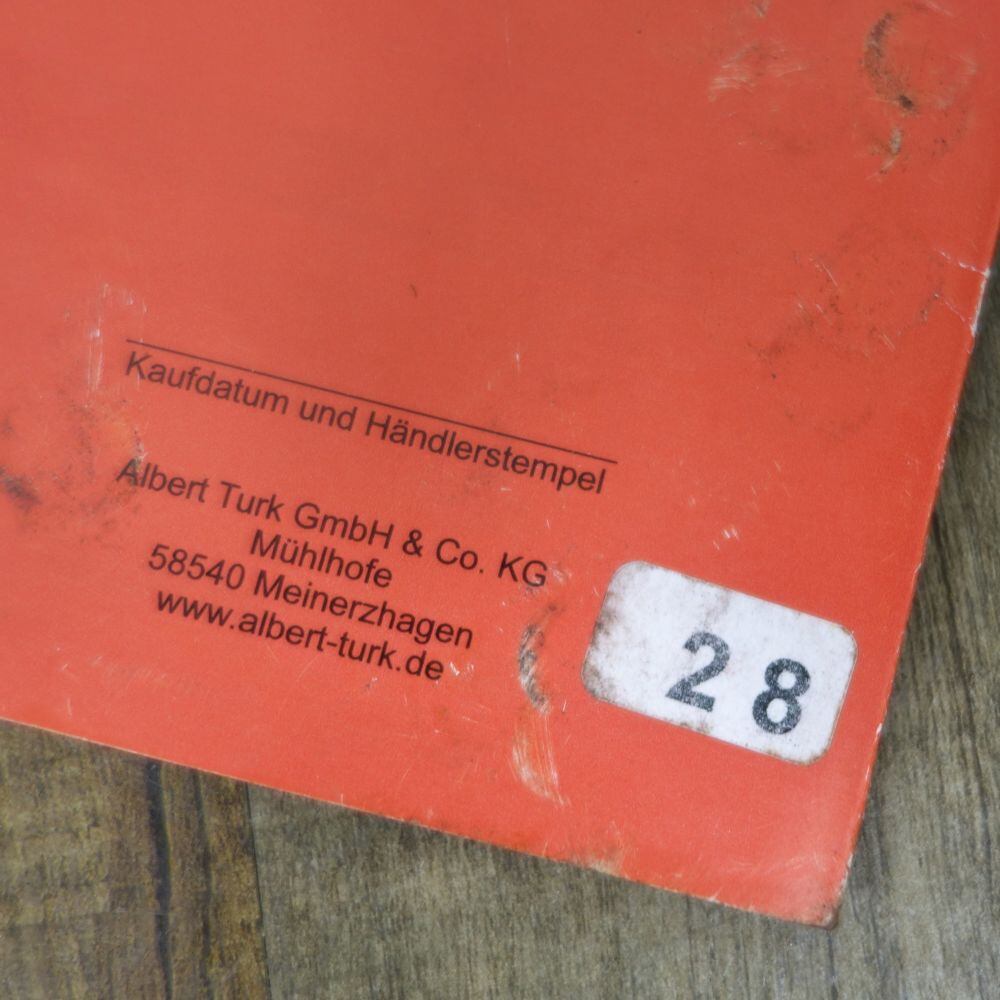 Kaufdatum und Händlerstempel
Albert Turk GmbH & Co. KG
Mühlhofe
58540 Meinerzhagen
www.albert-turk.de
28